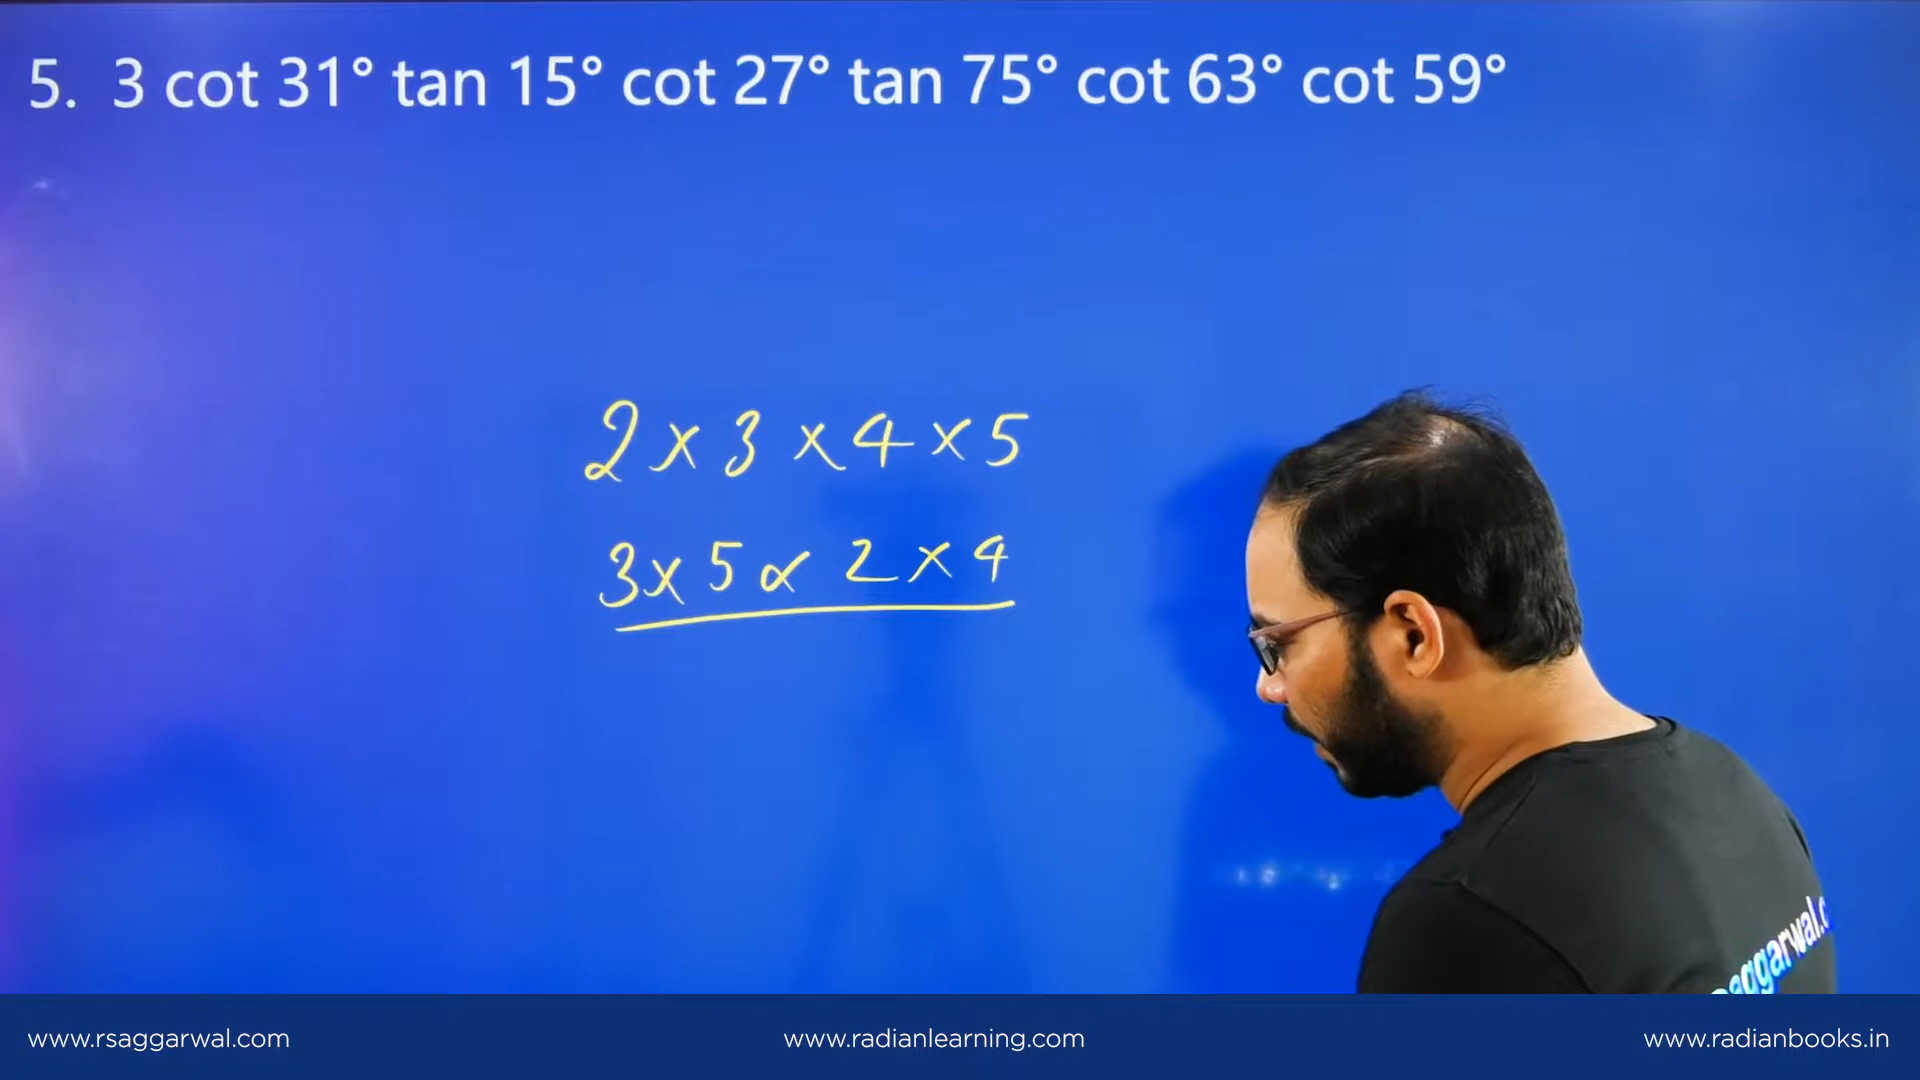 5. 3 cot 31° tan 15° cot 27° tan 75° cot 63° cot 59°
2 x 3 x 4 x 5
3 x 5 x 2 x 4
aggarwal.c
www.rsaggarwal.com
www.radianlearning.com
www.radianbooks.in